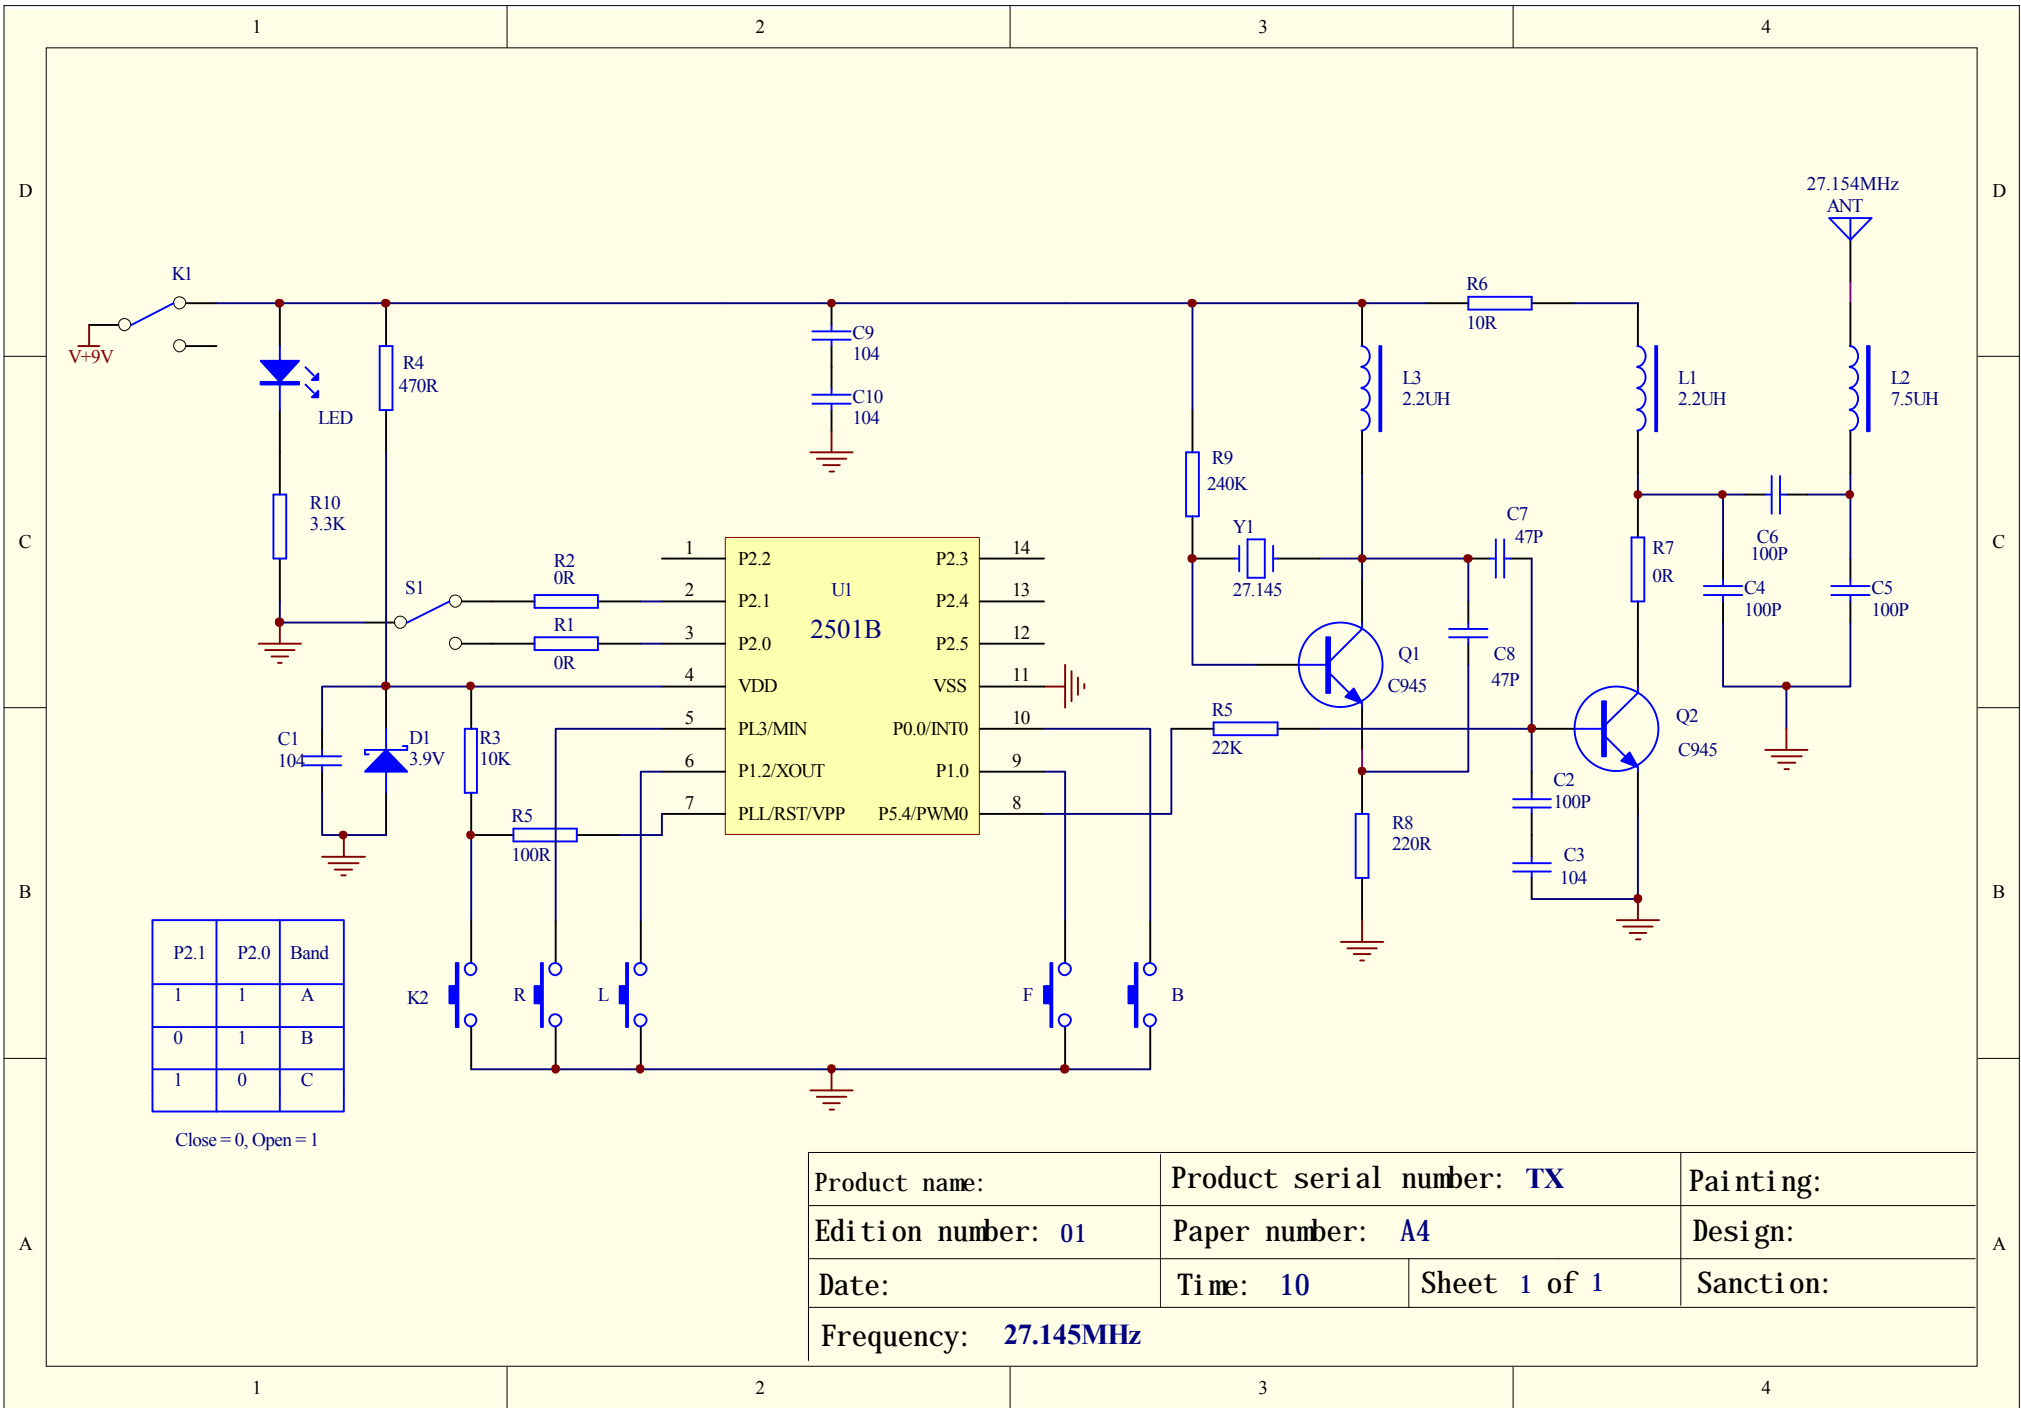 1 2 3 4
D D
C C
B B
A A
1 2 3 4
K1
V+9V
LED
R10
3.3K
R4
470R
C9
104
C10
104
S1
R2
0R
R1
0R
C1
104
D1
3.9V
R3
10K
R5
100R
U1
2501B
1 P2.2
2 P2.1
3 P2.0
4 VDD
5 PL3/MIN
6 P1.2/XOUT
7 PLL/RST/VPP
P2.3 14
P2.4 13
P2.5 12
VSS 11
P0.0/INT0 10
P1.0 9
P5.4/PWM0 8
K2
R
L
F
B
R9
240K
Y1
27.145
L3
2.2UH
Q1
C945
C7
47P
C8
47P
R5
22K
R8
220R
R6
10R
L1
2.2UH
R7
0R
Q2
C945
C2
100P
C3
104
C6
100P
C4
100P
C5
100P
L2
7.5UH
27.154MHz
ANT
P2.1 P2.0 Band
1 1 A
0 1 B
1 0 C
Close = 0, Open = 1
Product name: Product serial number: TX Painting:
Edition number: 01 Paper number: A4 Design:
Date: Time: 10 Sheet 1 of 1 Sanction:
Frequency: 27.145MHz